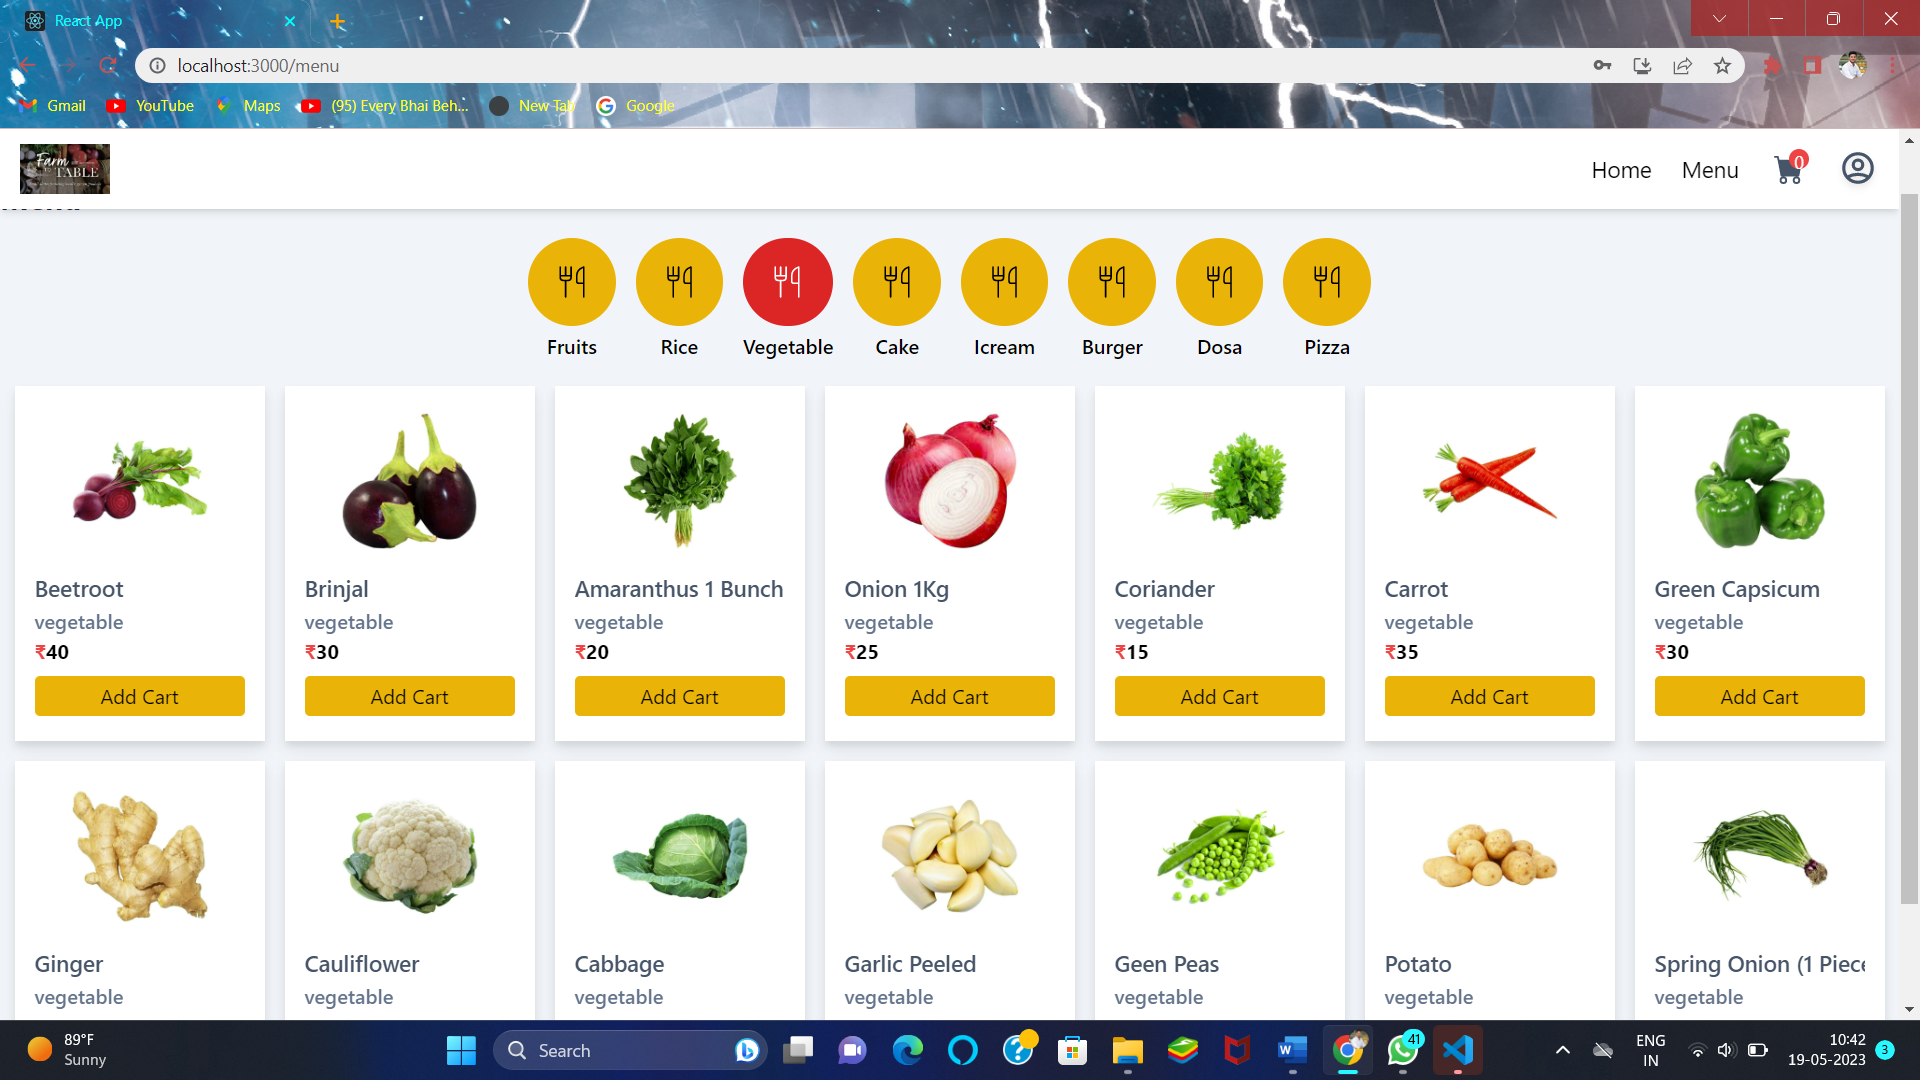 React App
localhost:3000/menu
Gmail
YouTube
Maps
(95) Every Bhai Beh...
New Tab
Google
Farm
TO
TABLE
Home
Menu
0
Fruits
Rice
Vegetable
Cake
Icream
Burger
Dosa
Pizza
Beetroot
vegetable
₹40
Add Cart
Brinjal
vegetable
₹30
Add Cart
Amaranthus 1 Bunch
vegetable
₹20
Add Cart
Onion 1Kg
vegetable
₹25
Add Cart
Coriander
vegetable
₹15
Add Cart
Carrot
vegetable
₹35
Add Cart
Green Capsicum
vegetable
₹30
Add Cart
Ginger
vegetable
Cauliflower
vegetable
Cabbage
vegetable
Garlic Peeled
vegetable
Geen Peas
vegetable
Potato
vegetable
Spring Onion (1 Piece
vegetable
89°F
Sunny
Search
41
ENG
IN
10:42
19-05-2023
3